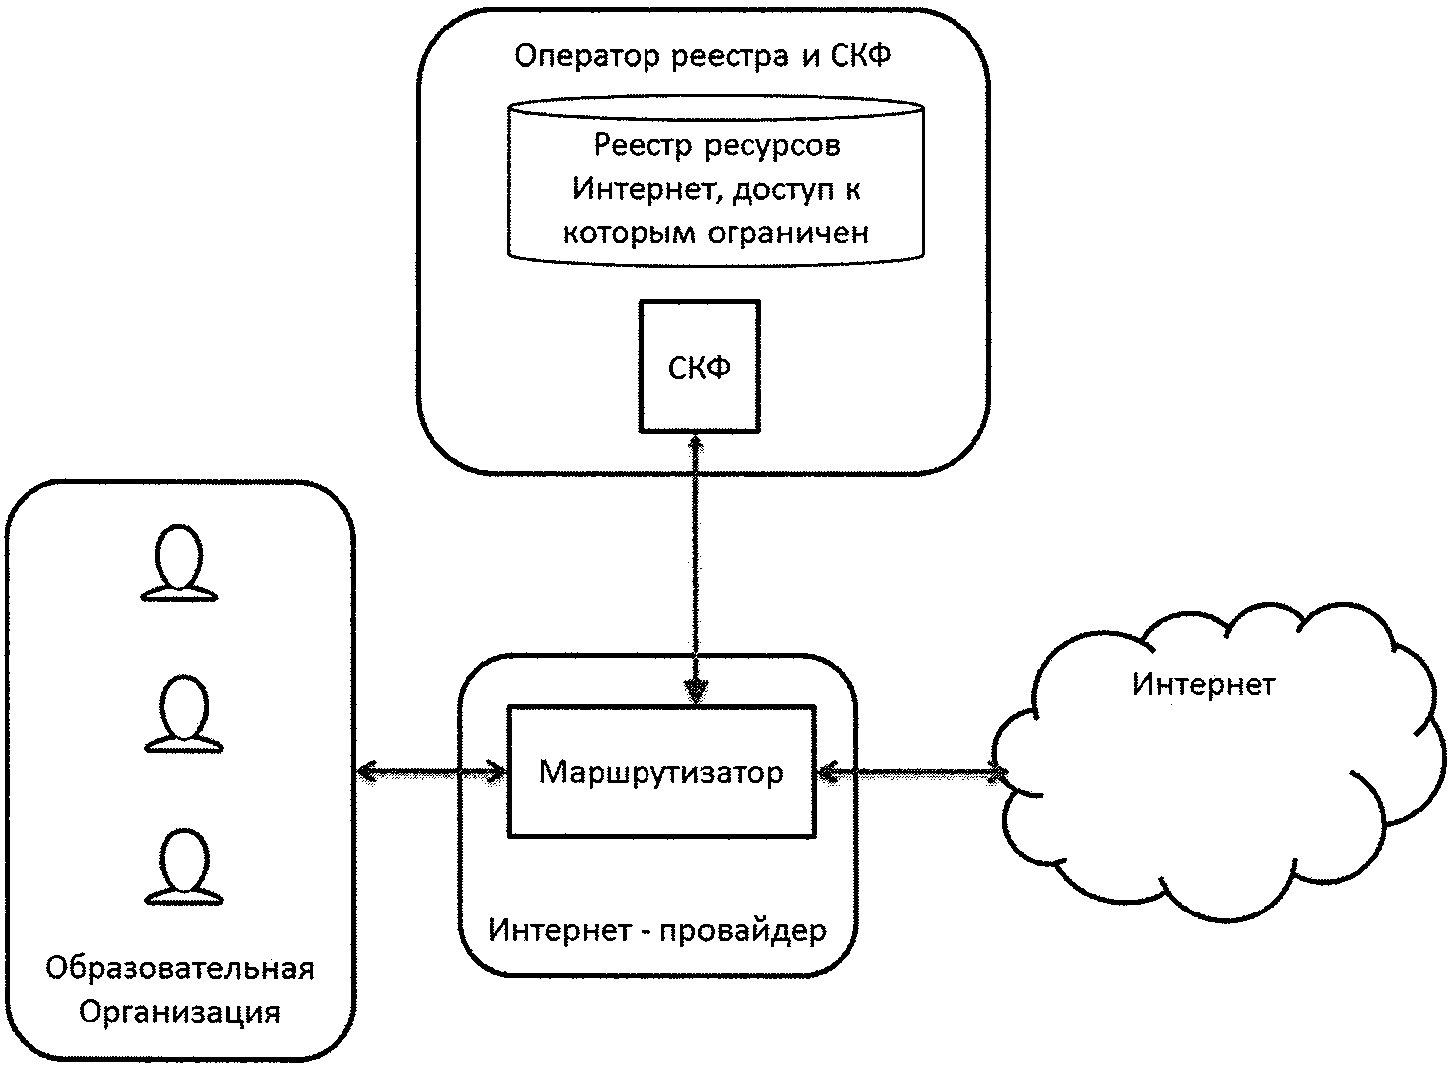 Оператор реестра и СКФ
Реестр ресурсов
Интернет, доступ к
которым ограничен
СКФ
Интернет
Маршрутизатор
Интернет - провайдер
Образовательная
Организация